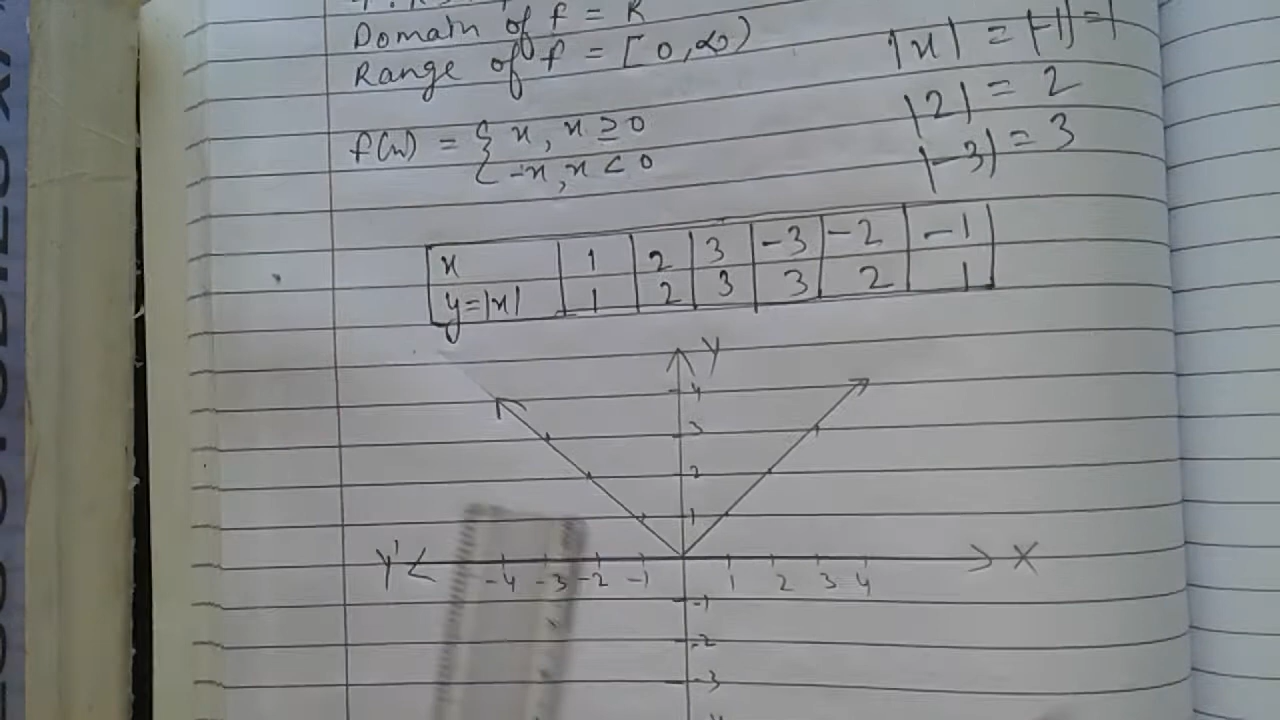 Domain of f = R
Range of f = [0,∞)
|x| = |-1| = 1
|2| = 2
|-3| = 3
f(x) = { x, x ≥ 0
{ -x, x < 0
x 1 2 3 -3 -2 -1
y=|x| 1 2 3 3 2 1
Y
4
3
2
1
Y' X
-4 -3 -2 -1 1 2 3 4
-1
-2
-3